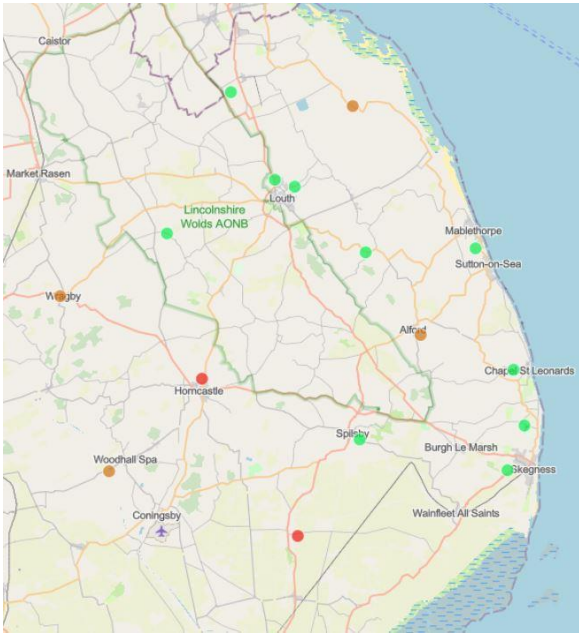 Caistor
Market Rasen
Louth
Lincolnshire
Wolds AONB
Mablethorpe
Sutton-on-Sea
Wragby
Alford
Chapel St Leonards
Horncastle
Spilsby
Burgh Le Marsh
Woodhall Spa
Skegness
Coningsby
Wainfleet All Saints